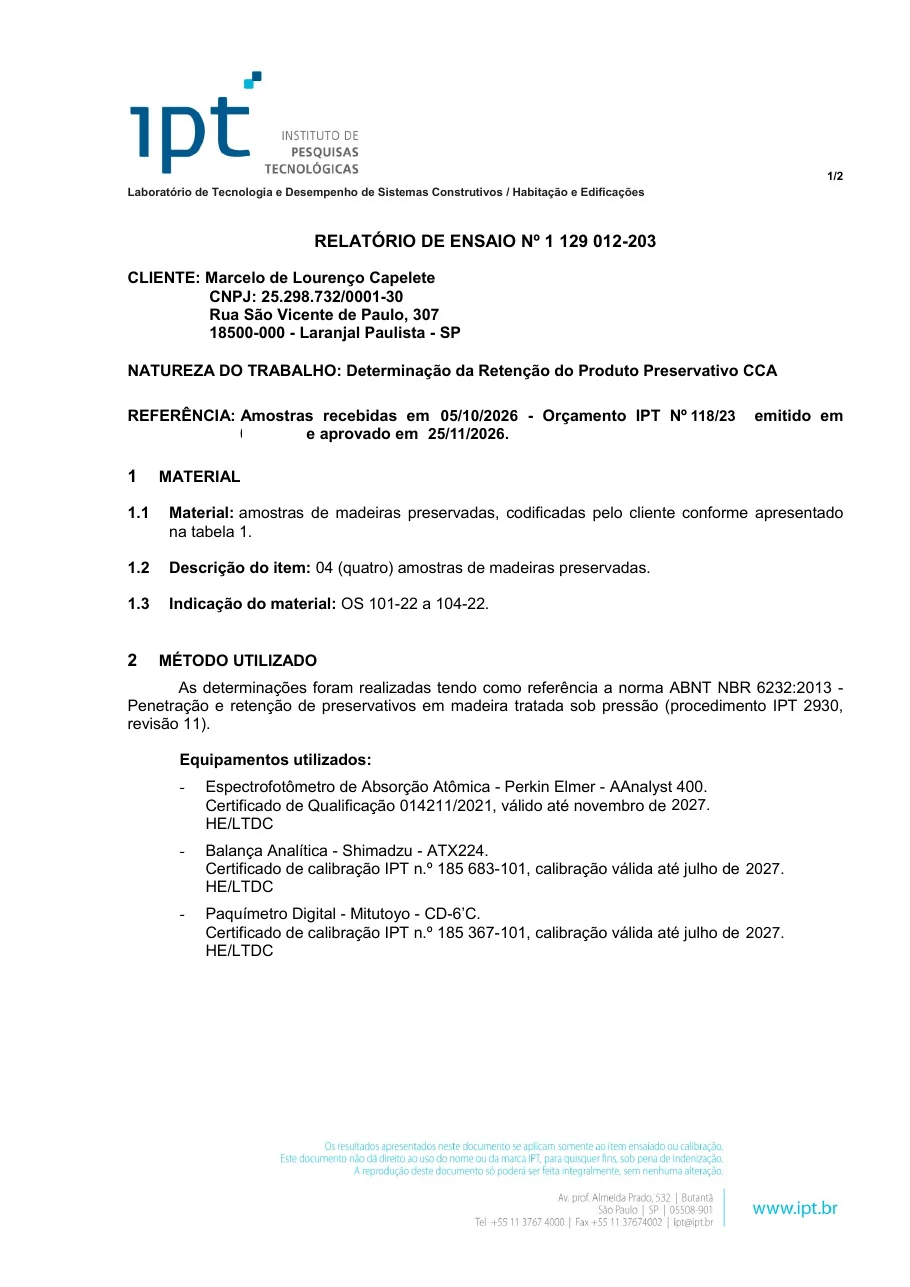 ipt
INSTITUTO DE
PESQUISAS
TECNOLÓGICAS
1/2
Laboratório de Tecnologia e Desempenho de Sistemas Construtivos / Habitação e Edificações
RELATÓRIO DE ENSAIO Nº 1 129 012-203
CLIENTE: Marcelo de Lourenço Capelete
CNPJ: 25.298.732/0001-30
Rua São Vicente de Paulo, 307
18500-000 - Laranjal Paulista - SP
NATUREZA DO TRABALHO: Determinação da Retenção do Produto Preservativo CCA
REFERÊNCIA: Amostras recebidas em 05/10/2026 - Orçamento IPT Nº 118/23 emitido em
e aprovado em 25/11/2026.
1 MATERIAL
1.1 Material: amostras de madeiras preservadas, codificadas pelo cliente conforme apresentado
na tabela 1.
1.2 Descrição do item: 04 (quatro) amostras de madeiras preservadas.
1.3 Indicação do material: OS 101-22 a 104-22.
2 MÉTODO UTILIZADO
As determinações foram realizadas tendo como referência a norma ABNT NBR 6232:2013 -
Penetração e retenção de preservativos em madeira tratada sob pressão (procedimento IPT 2930,
revisão 11).
Equipamentos utilizados:
- Espectrofotômetro de Absorção Atômica - Perkin Elmer - AAnalyst 400.
Certificado de Qualificação 014211/2021, válido até novembro de 2027.
HE/LTDC
- Balança Analítica - Shimadzu - ATX224.
Certificado de calibração IPT n.º 185 683-101, calibração válida até julho de 2027.
HE/LTDC
- Paquímetro Digital - Mitutoyo - CD-6’C.
Certificado de calibração IPT n.º 185 367-101, calibração válida até julho de 2027.
HE/LTDC
Os resultados apresentados neste documento se aplicam somente ao item ensaiado ou calibração.
Este documento não dá direito ao uso do nome ou da marca IPT, para quisquer fins, sob pena de indenização.
A reprodução deste documento só poderá ser feita integralmente, sem nenhuma alteração.
Av. prof. Almeida Prado, 532 | Butantã
São Paulo | SP | 05508-901
Tel +55 11 3767 4000 | Fax +55 11 37674002 | ipt@ipt.br
www.ipt.br